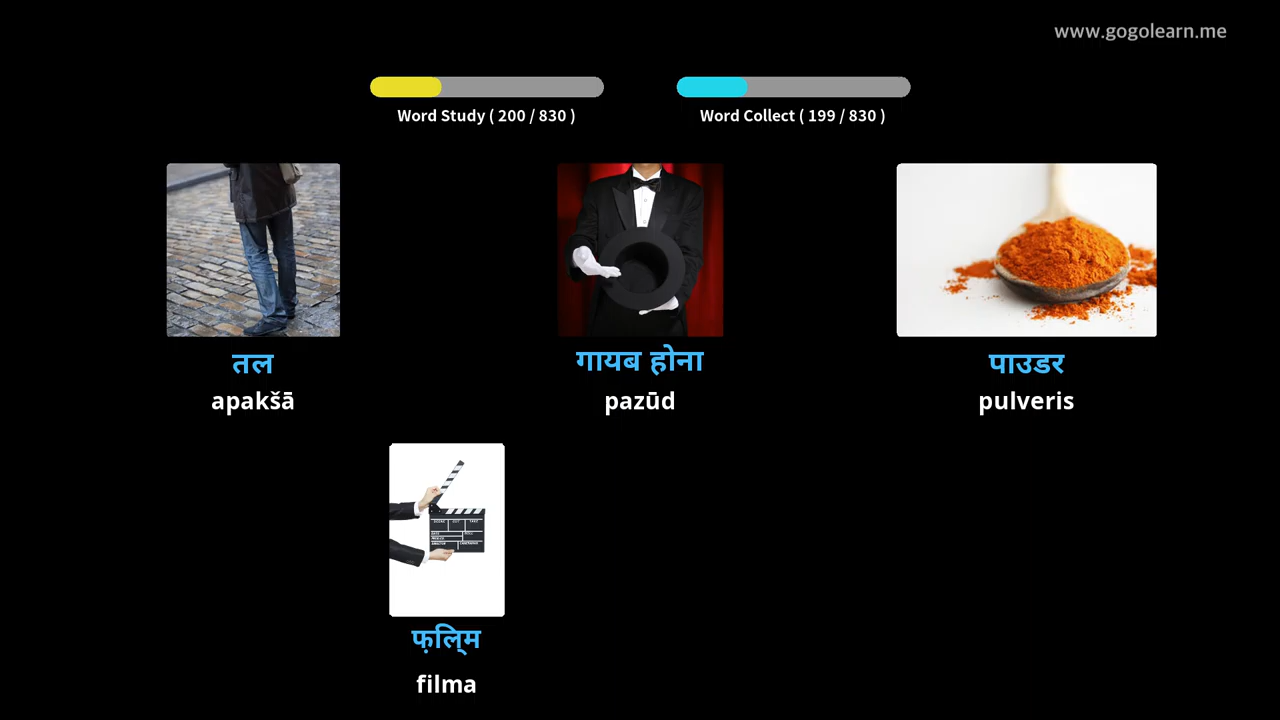 www.gogolearn.me
Word Study ( 200 / 830 )
Word Collect ( 199 / 830 )
तल
गायब होना
पाउडर
apakšā
pazūd
pulveris
फ़लि्म
filma